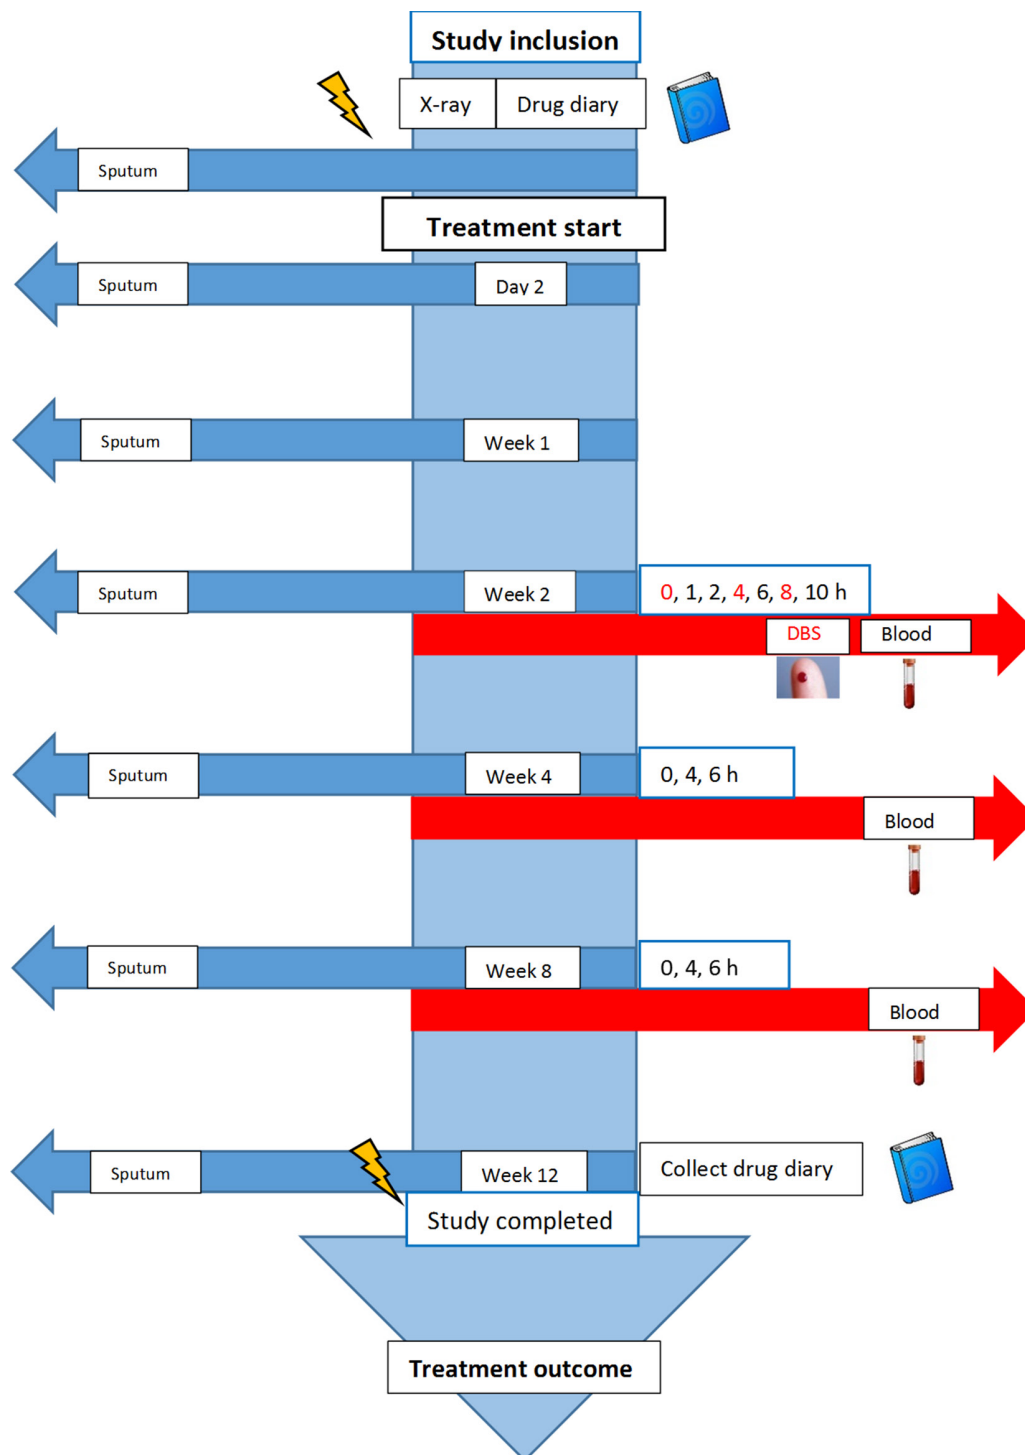 Study inclusion
X-ray
Drug diary
Sputum
Treatment start
Sputum
Day 2
Sputum
Week 1
Sputum
Week 2
0, 1, 2, 4, 6, 8, 10 h
DBS
Blood
Sputum
Week 4
0, 4, 6 h
Blood
Sputum
Week 8
0, 4, 6 h
Blood
Sputum
Week 12
Collect drug diary
Study completed
Treatment outcome